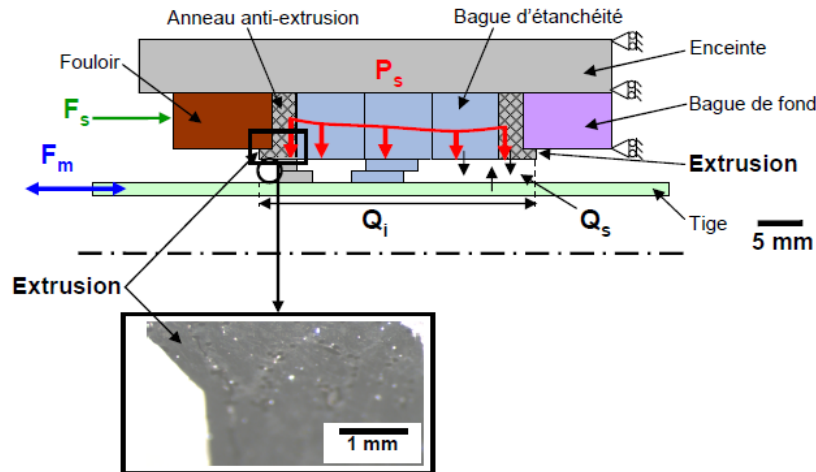 Anneau anti-extrusion
Bague d'étanchéité
Fouloir
Enceinte
Ps
Bague de fond
Fs
Extrusion
Fm
Qi
Qs
Tige
5 mm
Extrusion
1 mm